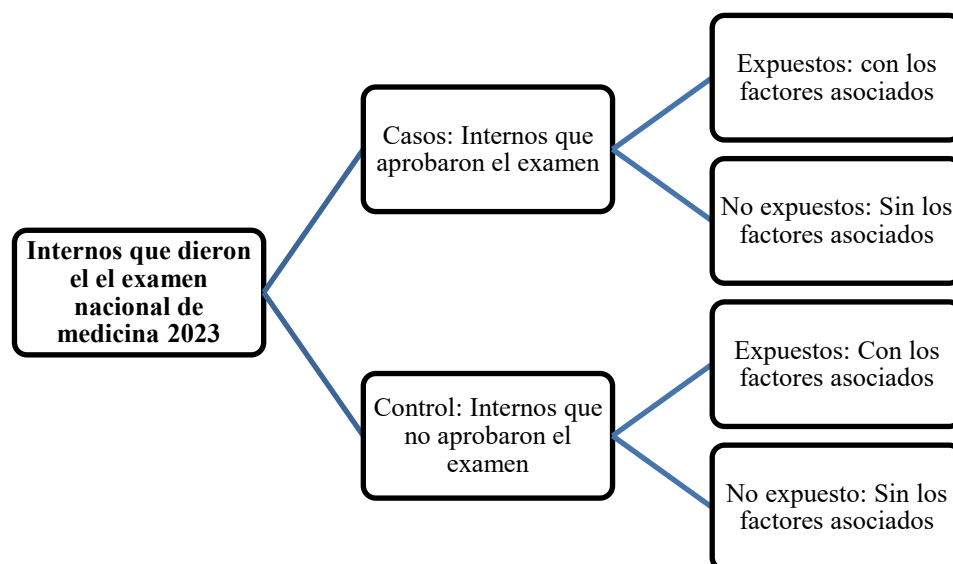 Internos que dieron
el el examen
nacional de
medicina 2023
Casos: Internos que
aprobaron el examen
Expuestos: con los
factores asociados
No expuestos: Sin los
factores asociados
Control: Internos que
no aprobaron el
examen
Expuestos: Con los
factores asociados
No expuesto: Sin los
factores asociados